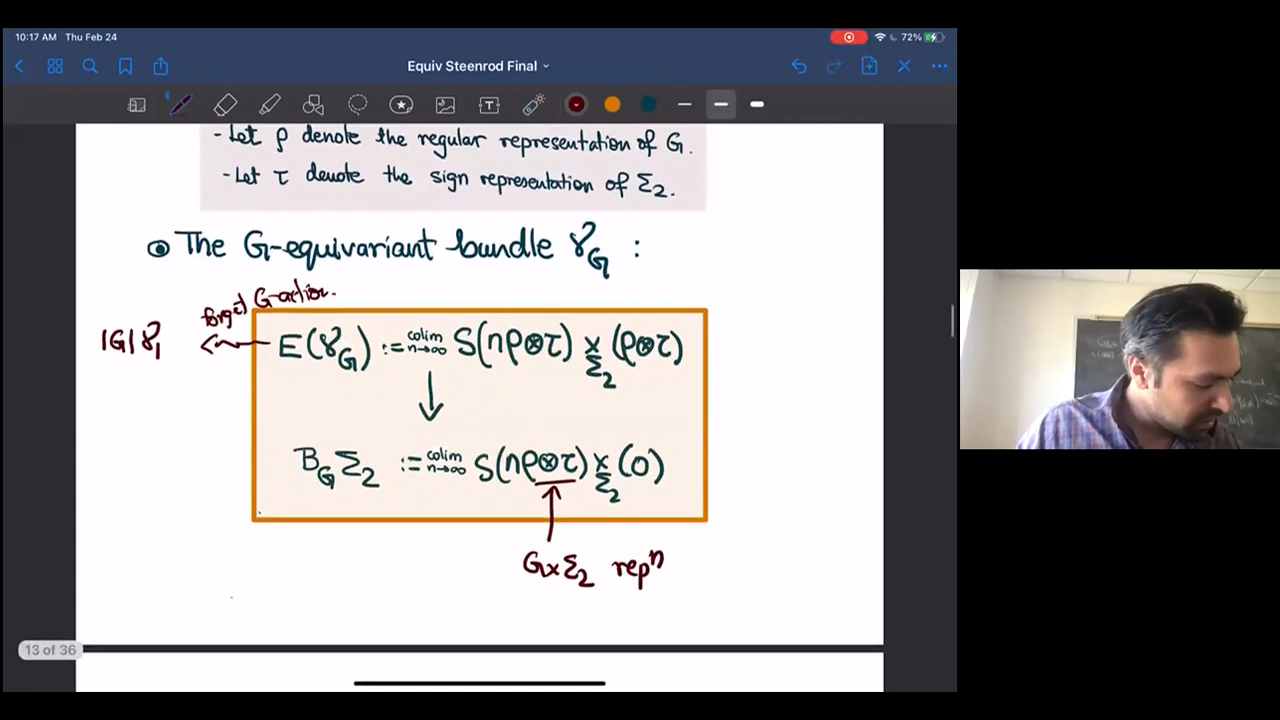 10:17 AM Thu Feb 24
72%
Equiv Steenrod Final
- Let ρ denote the regular representation of G.
- Let τ denote the sign representation of Σ₂.
The G-equivariant bundle γ_G :
forget G-action.
|G|γ₁
E(γ_G) := colim n→∞ S(nρ⊗τ) ×_Σ₂ (ρ⊗τ)
B_G Σ₂ := colim n→∞ S(nρ⊗τ) ×_Σ₂ (0)
G×Σ₂ repⁿ
13 of 36